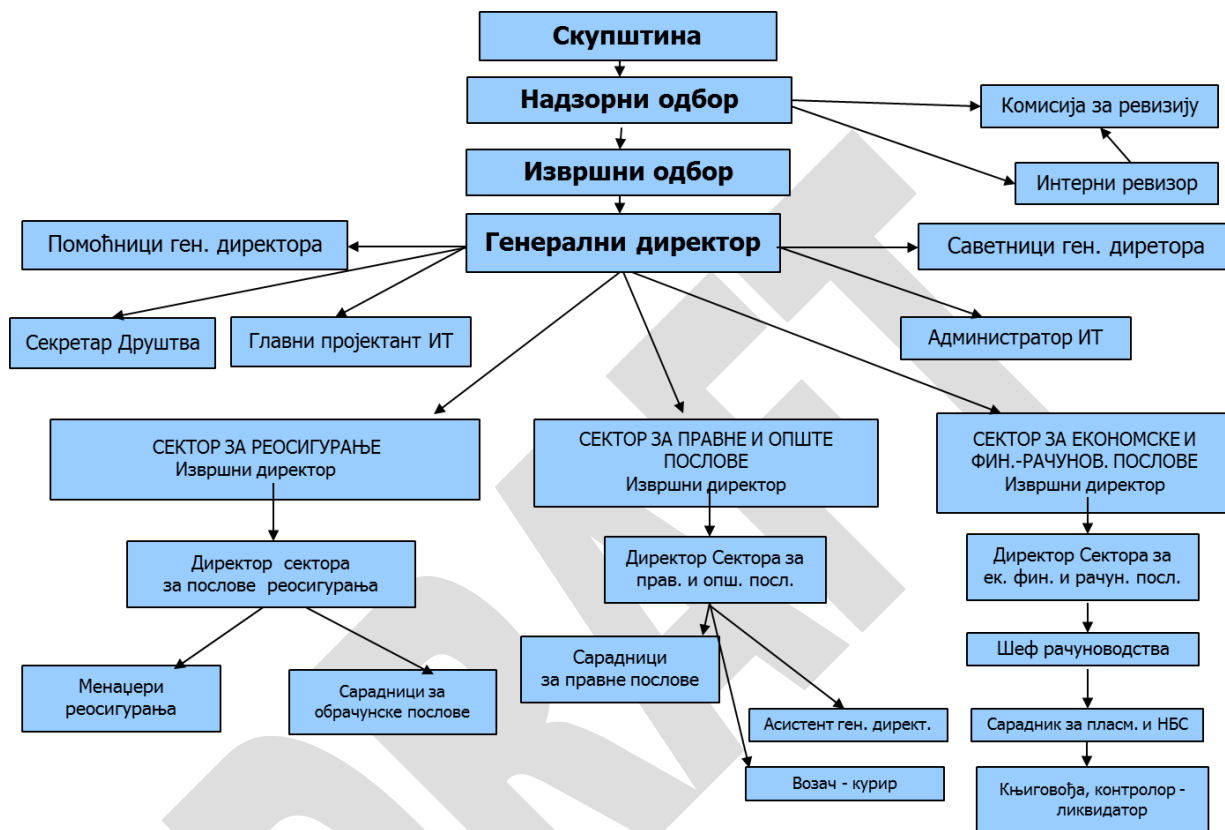 Скупштина
Надзорни одбор
Комисија за ревизију
Извршни одбор
Интерни ревизор
Помоћници ген. директора
Генерални директор
Саветници ген. диретора
Секретар Друштва
Главни пројектант ИТ
Администратор ИТ
СЕКТОР ЗА РЕОСИГУРАЊЕ
Извршни директор
СЕКТОР ЗА ПРАВНЕ И ОПШТЕ
ПОСЛОВЕ
Извршни директор
СЕКТОР ЗА ЕКОНОМСКЕ И
ФИН.-РАЧУНОВ. ПОСЛОВЕ
Извршни директор
Директор сектора
за послове реосигурања
Директор Сектора за
прав. и опш. посл.
Директор Сектора за
ек. фин. и рачун. посл.
Шеф рачуноводства
Менаџери
реосигурања
Сарадници за
обрачунске послове
Сарадници
за правне послове
Асистент ген. директ.
Сарадник за пласм. и НБС
Возач - курир
Књиговођа, контролор -
ликвидатор
DRAFT